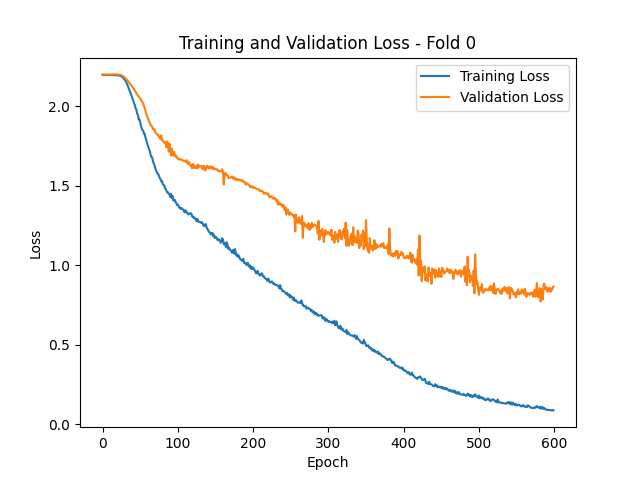 Training and Validation Loss - Fold 0
Training Loss
Validation Loss
2.0
1.5
1.0
0.5
0.0
Loss
0 100 200 300 400 500 600
Epoch